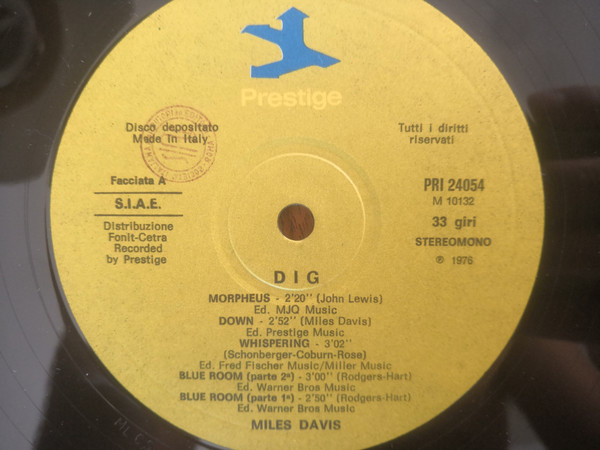 Prestige
Disco depositato
Made in Italy
Tutti i diritti
riservati
Facciata A
S.I.A.E.
Distribuzione
Fonit-Cetra
Recorded
by Prestige
PRI 24054
M 10132
33 giri
STEREOMONO
℗ 1976
DIG
MORPHEUS - 2'20'' (John Lewis)
Ed. MJQ Music
DOWN - 2'52'' (Miles Davis)
Ed. Prestige Music
WHISPERING - 3'02''
(Schonberger-Coburn-Rose)
Ed. Fred Fischer Music/Miller Music
BLUE ROOM (parte 2ª) - 3'00'' (Rodgers-Hart)
Ed. Warner Bros Music
BLUE ROOM (parte 1ª) - 2'50'' (Rodgers-Hart)
Ed. Warner Bros Music
MILES DAVIS